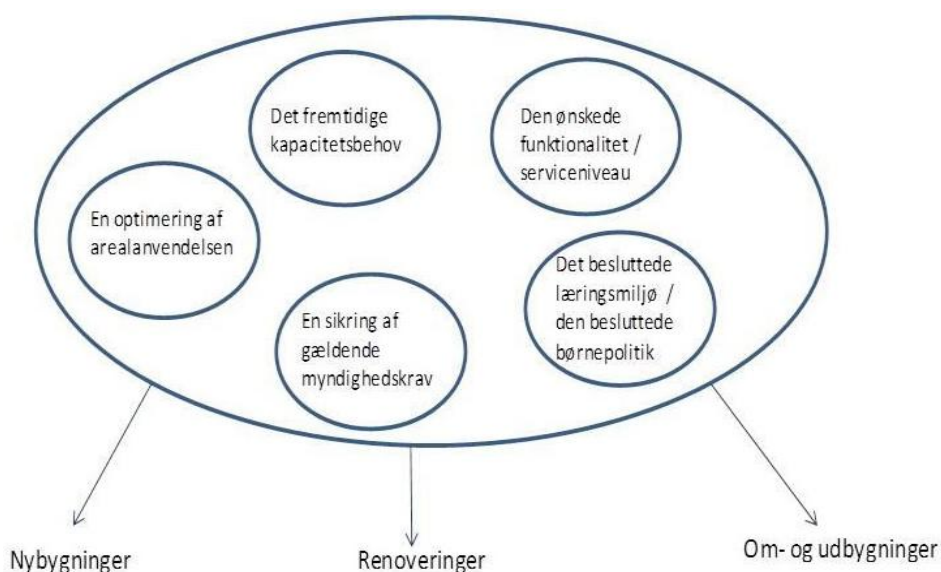 Det fremtidige
kapacitetsbehov
Den ønskede
funktionalitet /
serviceniveau
En optimering af
arealanvendelsen
En sikring af
gældende
myndighedskrav
Det besluttede
læringsmiljø /
den besluttede
børnepolitik
Nybygninger
Renoveringer
Om- og udbygninger